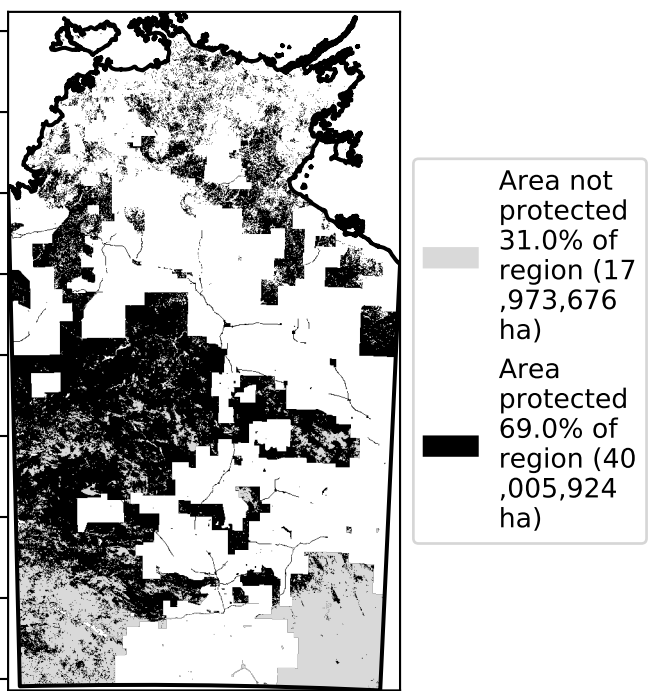 Area not
protected
31.0% of
region (17
,973,676
ha)
Area
protected
69.0% of
region (40
,005,924
ha)